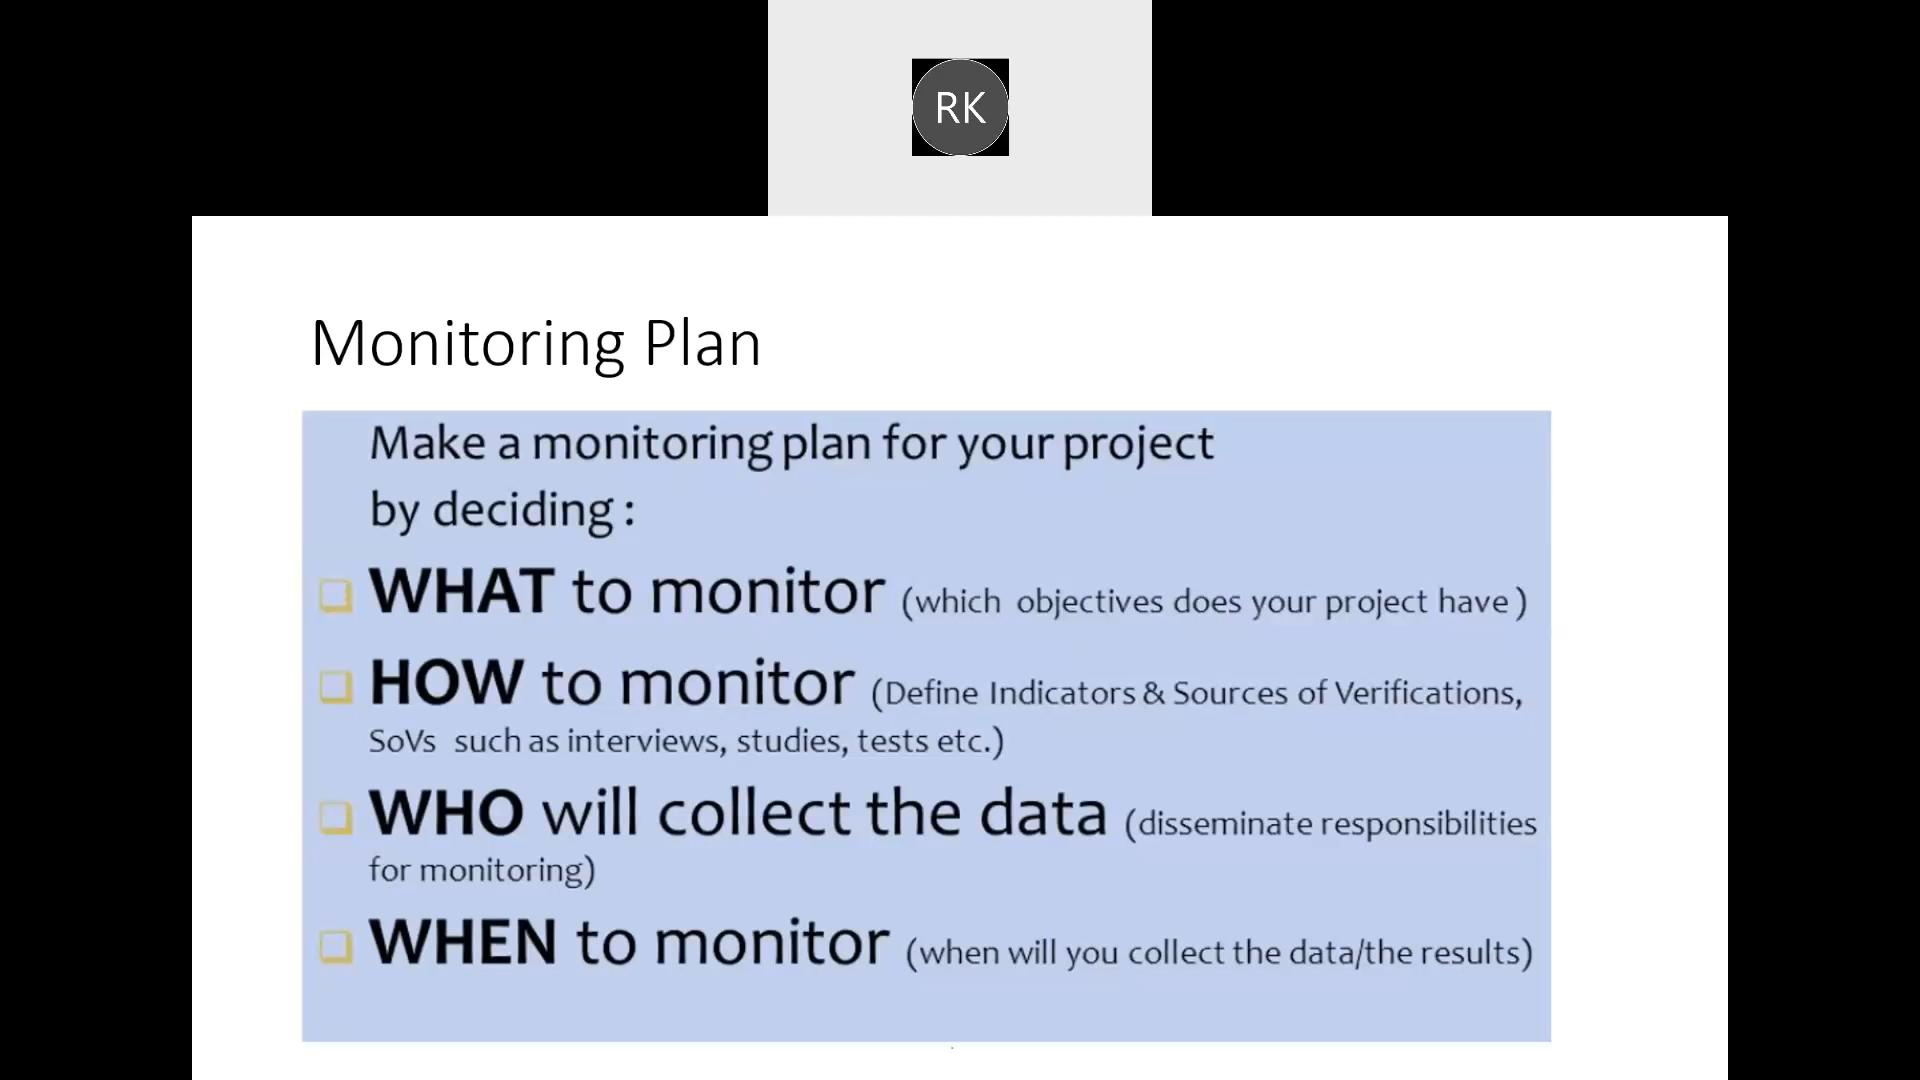 RK
Monitoring Plan
Make a monitoring plan for your project
by deciding :
WHAT to monitor (which objectives does your project have )
HOW to monitor (Define Indicators & Sources of Verifications,
SoVs such as interviews, studies, tests etc.)
WHO will collect the data (disseminate responsibilities
for monitoring)
WHEN to monitor (when will you collect the data/the results)